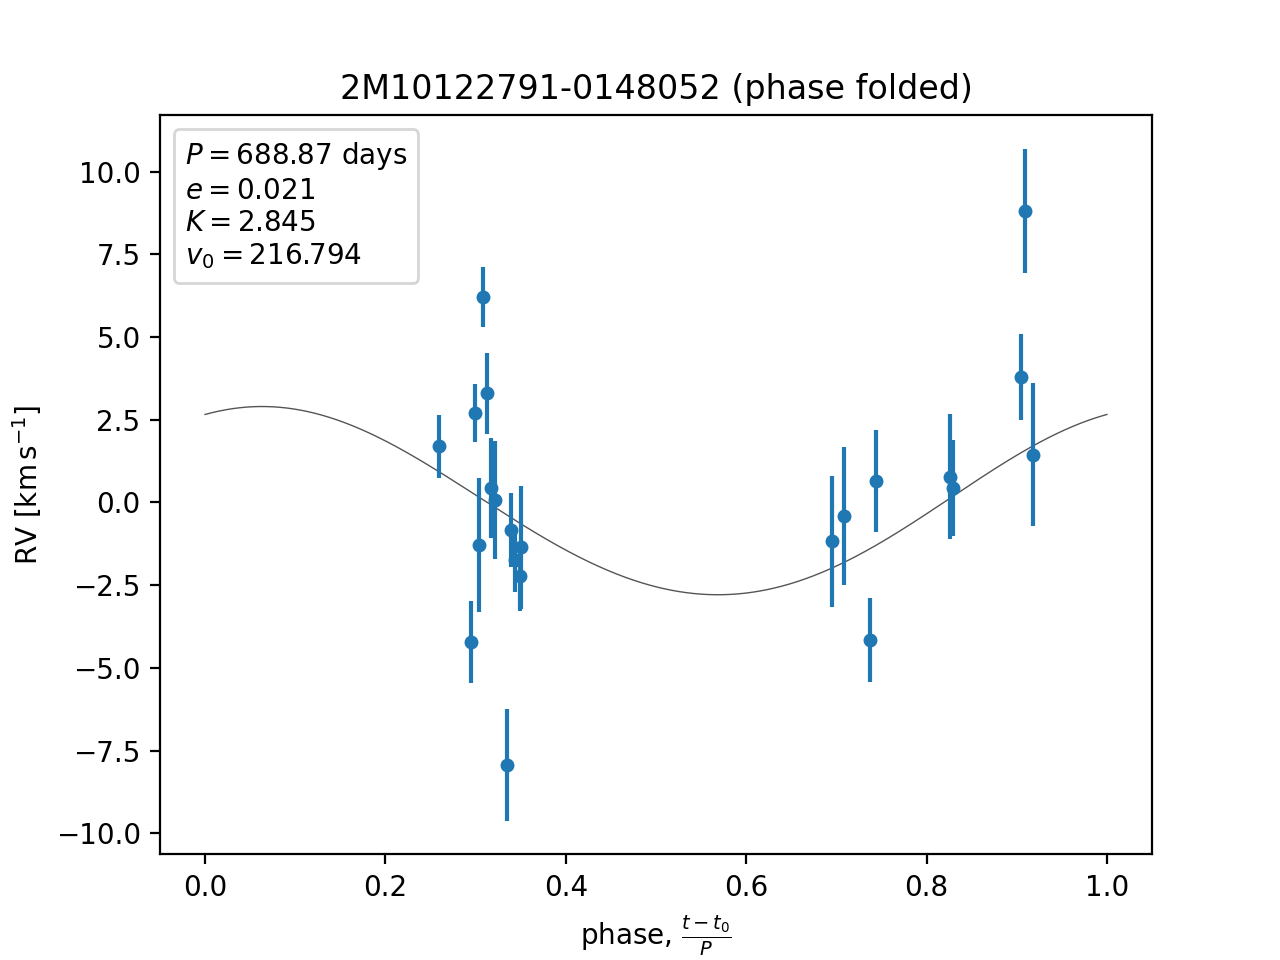 2M10122791-0148052 (phase folded)
P = 688.87 days
e = 0.021
K = 2.845
v₀ = 216.794
10.0
7.5
5.0
2.5
0.0
−2.5
−5.0
−7.5
−10.0
RV [km s⁻¹]
0.0 0.2 0.4 0.6 0.8 1.0
phase, (t − t₀)/P